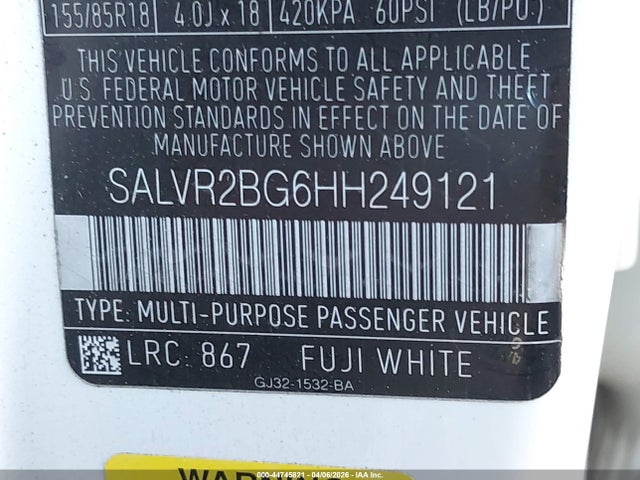 155/85R18 4.0J x 18 420KPA 60PSI (LB/PU.)
THIS VEHICLE CONFORMS TO ALL APPLICABLE
U.S. FEDERAL MOTOR VEHICLE SAFETY AND THEFT
PREVENTION STANDARDS IN EFFECT ON THE DATE OF
MANUFACTURE SHOWN ABOVE
SALVR2BG6HH249121
TYPE: MULTI-PURPOSE PASSENGER VEHICLE
LRC: 867 FUJI WHITE
GJ32-1532-BA
000-44745821 - 04/06/2026 - Copyright IAA, Inc.